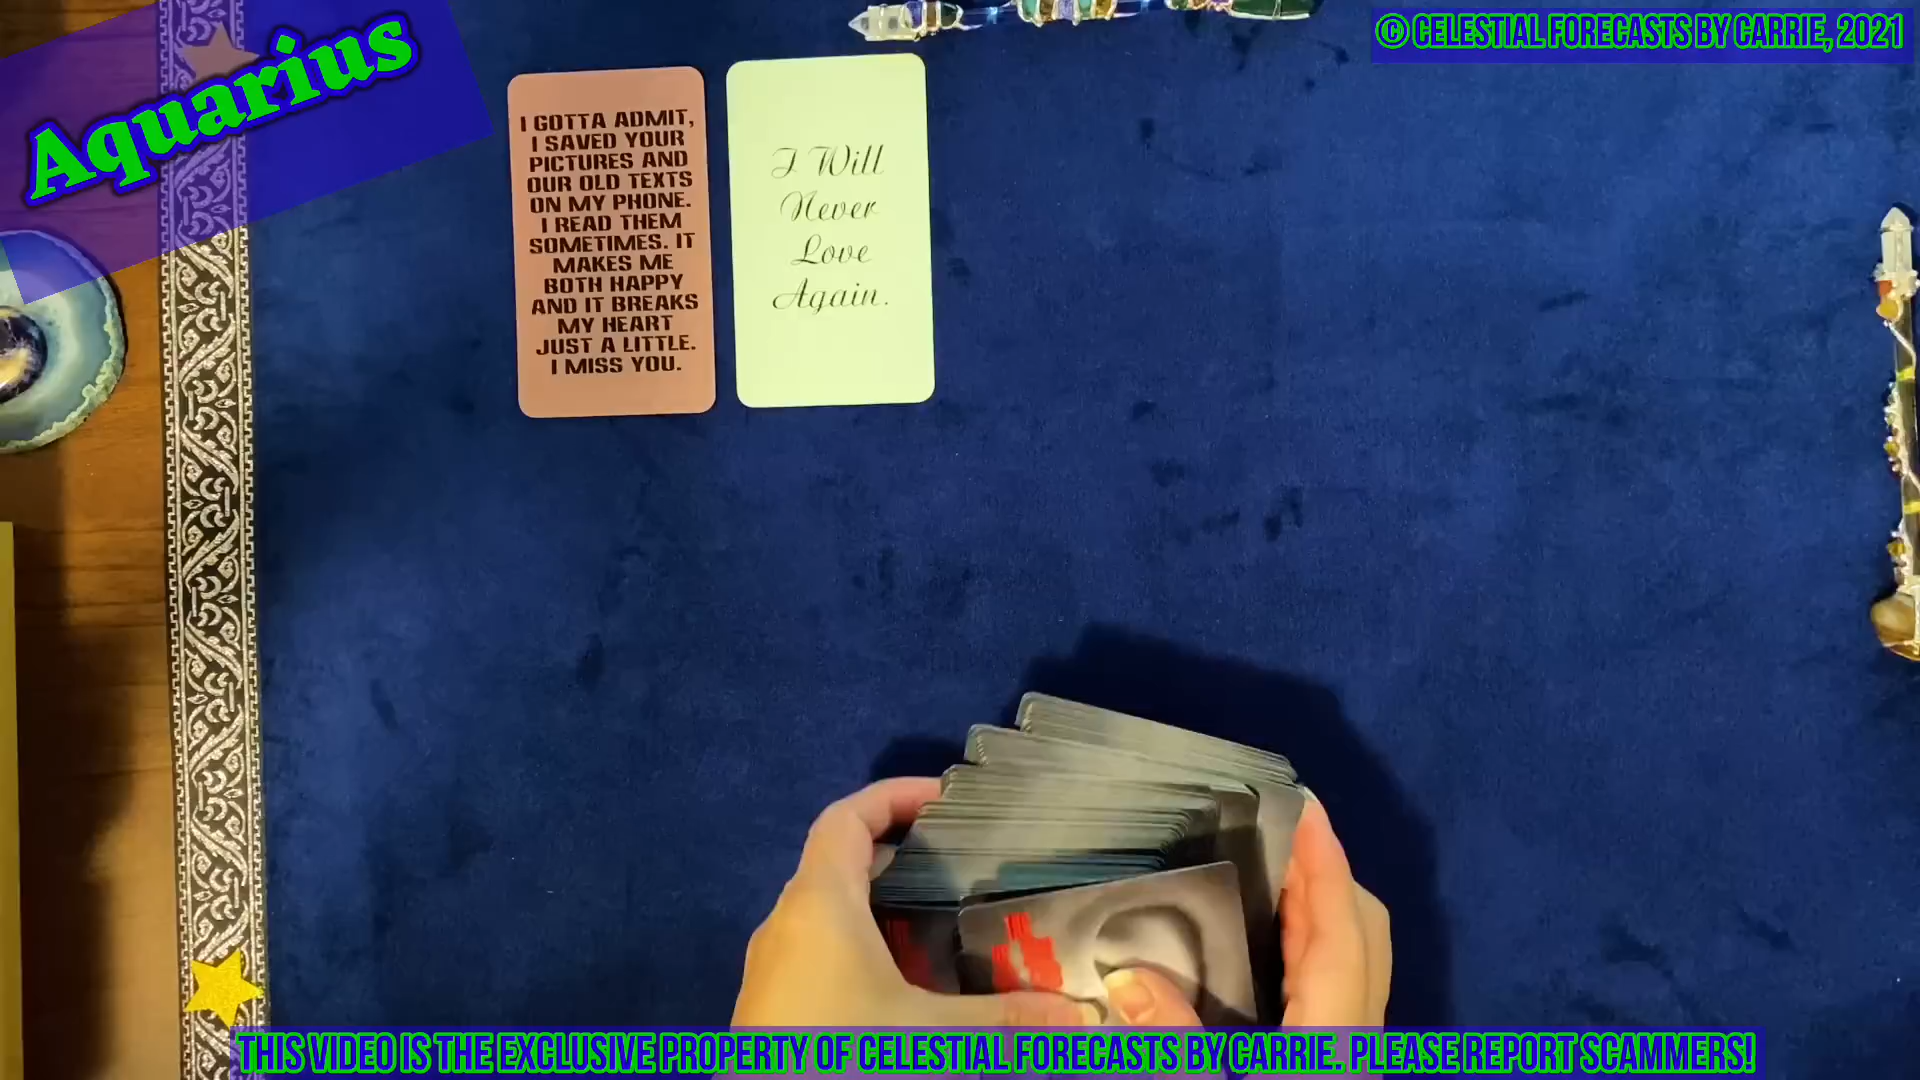 Aquarius
© CELESTIAL FORECASTS BY CARRIE, 2021
I GOTTA ADMIT,
I SAVED YOUR
PICTURES AND
OUR OLD TEXTS
ON MY PHONE.
I READ THEM
SOMETIMES. IT
MAKES ME
BOTH HAPPY
AND IT BREAKS
MY HEART
JUST A LITTLE.
I MISS YOU.
I Will
Never
Love
Again.
THIS VIDEO IS THE EXCLUSIVE PROPERTY OF CELESTIAL FORECASTS BY CARRIE. PLEASE REPORT SCAMMERS!